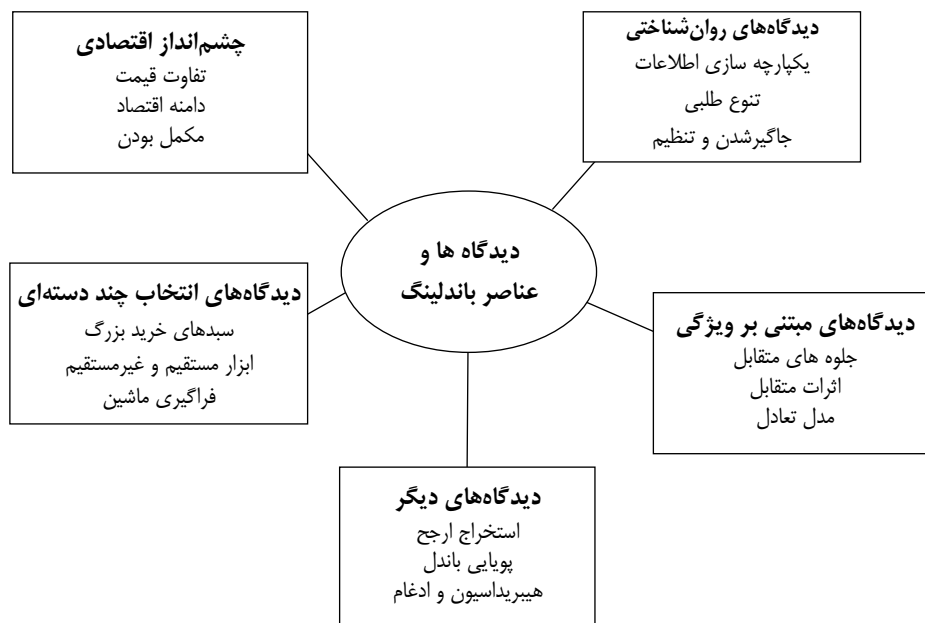 دیدگاه‌های روان‌شناختی
یکپارچه سازی اطلاعات
تنوع طلبی
جاگیرشدن و تنظیم
چشم‌انداز اقتصادی
تفاوت قیمت
دامنه اقتصاد
مکمل بودن
دیدگاه ها و
عناصر باندلینگ
دیدگاه‌های مبتنی بر ویژگی
جلوه های متقابل
اثرات متقابل
مدل تعادل
دیدگاه‌های انتخاب چند دسته‌ای
سبدهای خرید بزرگ
ابزار مستقیم و غیرمستقیم
فراگیری ماشین
دیدگاه‌های دیگر
استخراج ارجح
پویایی باندل
هیبریداسیون و ادغام